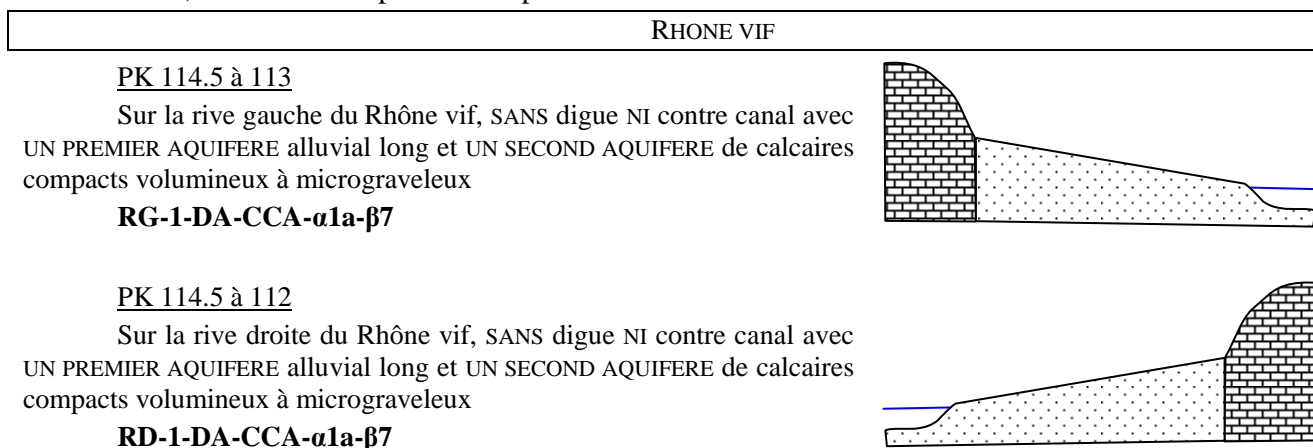 RHONE VIF
PK 114.5 à 113
Sur la rive gauche du Rhône vif, SANS digue NI contre canal avec
UN PREMIER AQUIFERE alluvial long et UN SECOND AQUIFERE de calcaires
compacts volumineux à micrograveleux
RG-1-DA-CCA-α1a-β7
PK 114.5 à 112
Sur la rive droite du Rhône vif, SANS digue NI contre canal avec
UN PREMIER AQUIFERE alluvial long et UN SECOND AQUIFERE de calcaires
compacts volumineux à micrograveleux
RD-1-DA-CCA-α1a-β7